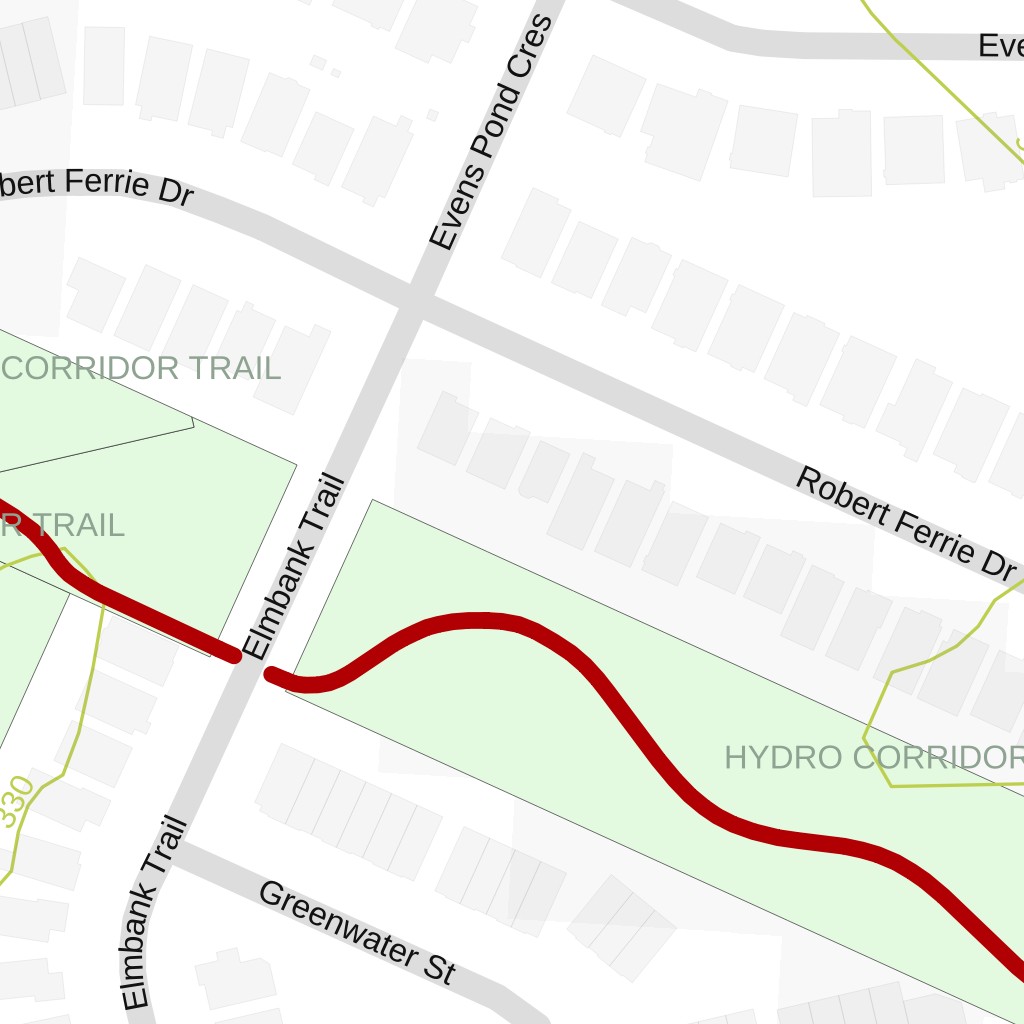 Evens Pond Cres
Eve
bert Ferrie Dr
CORRIDOR TRAIL
Elmbank Trail
Robert Ferrie Dr
R TRAIL
HYDRO CORRIDOR
330
Elmbank Trail
Greenwater St